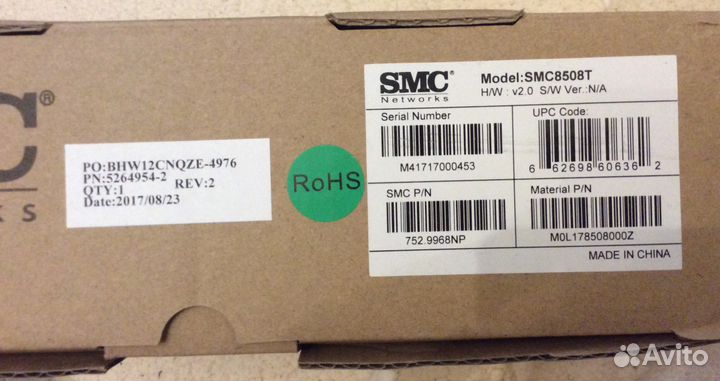 C®
KS
PO:BHW12CNQZE-4976
PN:5264954-2
QTY:1 REV:2
Date:2017/08/23
RoHS
SMC®
Networks
Model:SMC8508T
H/W : v2.0 S/W Ver.:N/A
Serial Number
M41717000453
UPC Code:
6 62698 60636 2
SMC P/N
752.9968NP
Material P/N
M0L178508000Z
MADE IN CHINA
Avito